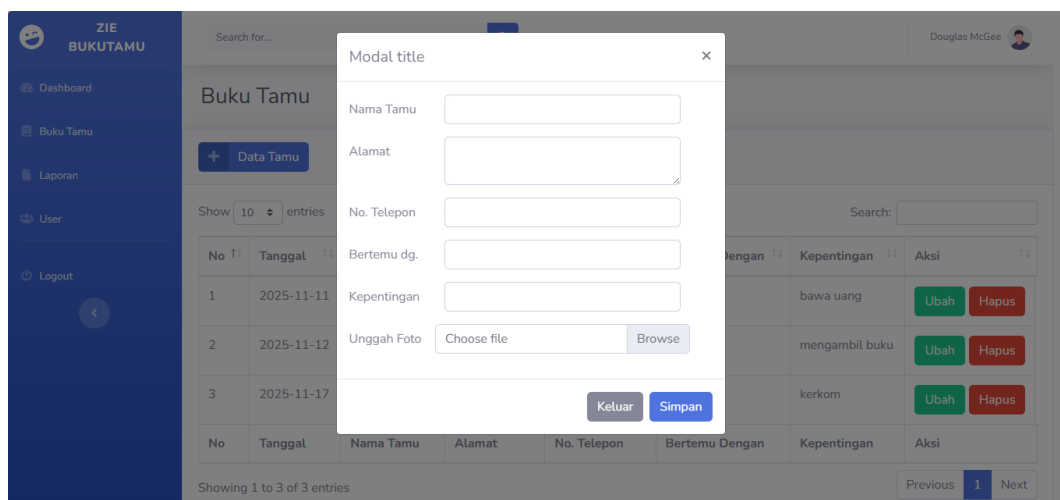 ZIE
BUKUTAMU
Search for...
Douglas McGee
Dashboard
Buku Tamu
Laporan
User
Logout
Buku Tamu
Data Tamu
Show 10 entries
Search:
Modal title
×
Nama Tamu
Alamat
No. Telepon
Bertemu dg.
Kepentingan
Unggah Foto
Choose file Browse
Keluar Simpan
No Tanggal Dengan Kepentingan Aksi
1 2025-11-11 bawa uang Ubah Hapus
2 2025-11-12 mengambil buku Ubah Hapus
3 2025-11-17 kerkom Ubah Hapus
No Tanggal Nama Tamu Alamat No. Telepon Bertemu Dengan Kepentingan Aksi
Showing 1 to 3 of 3 entries
Previous 1 Next